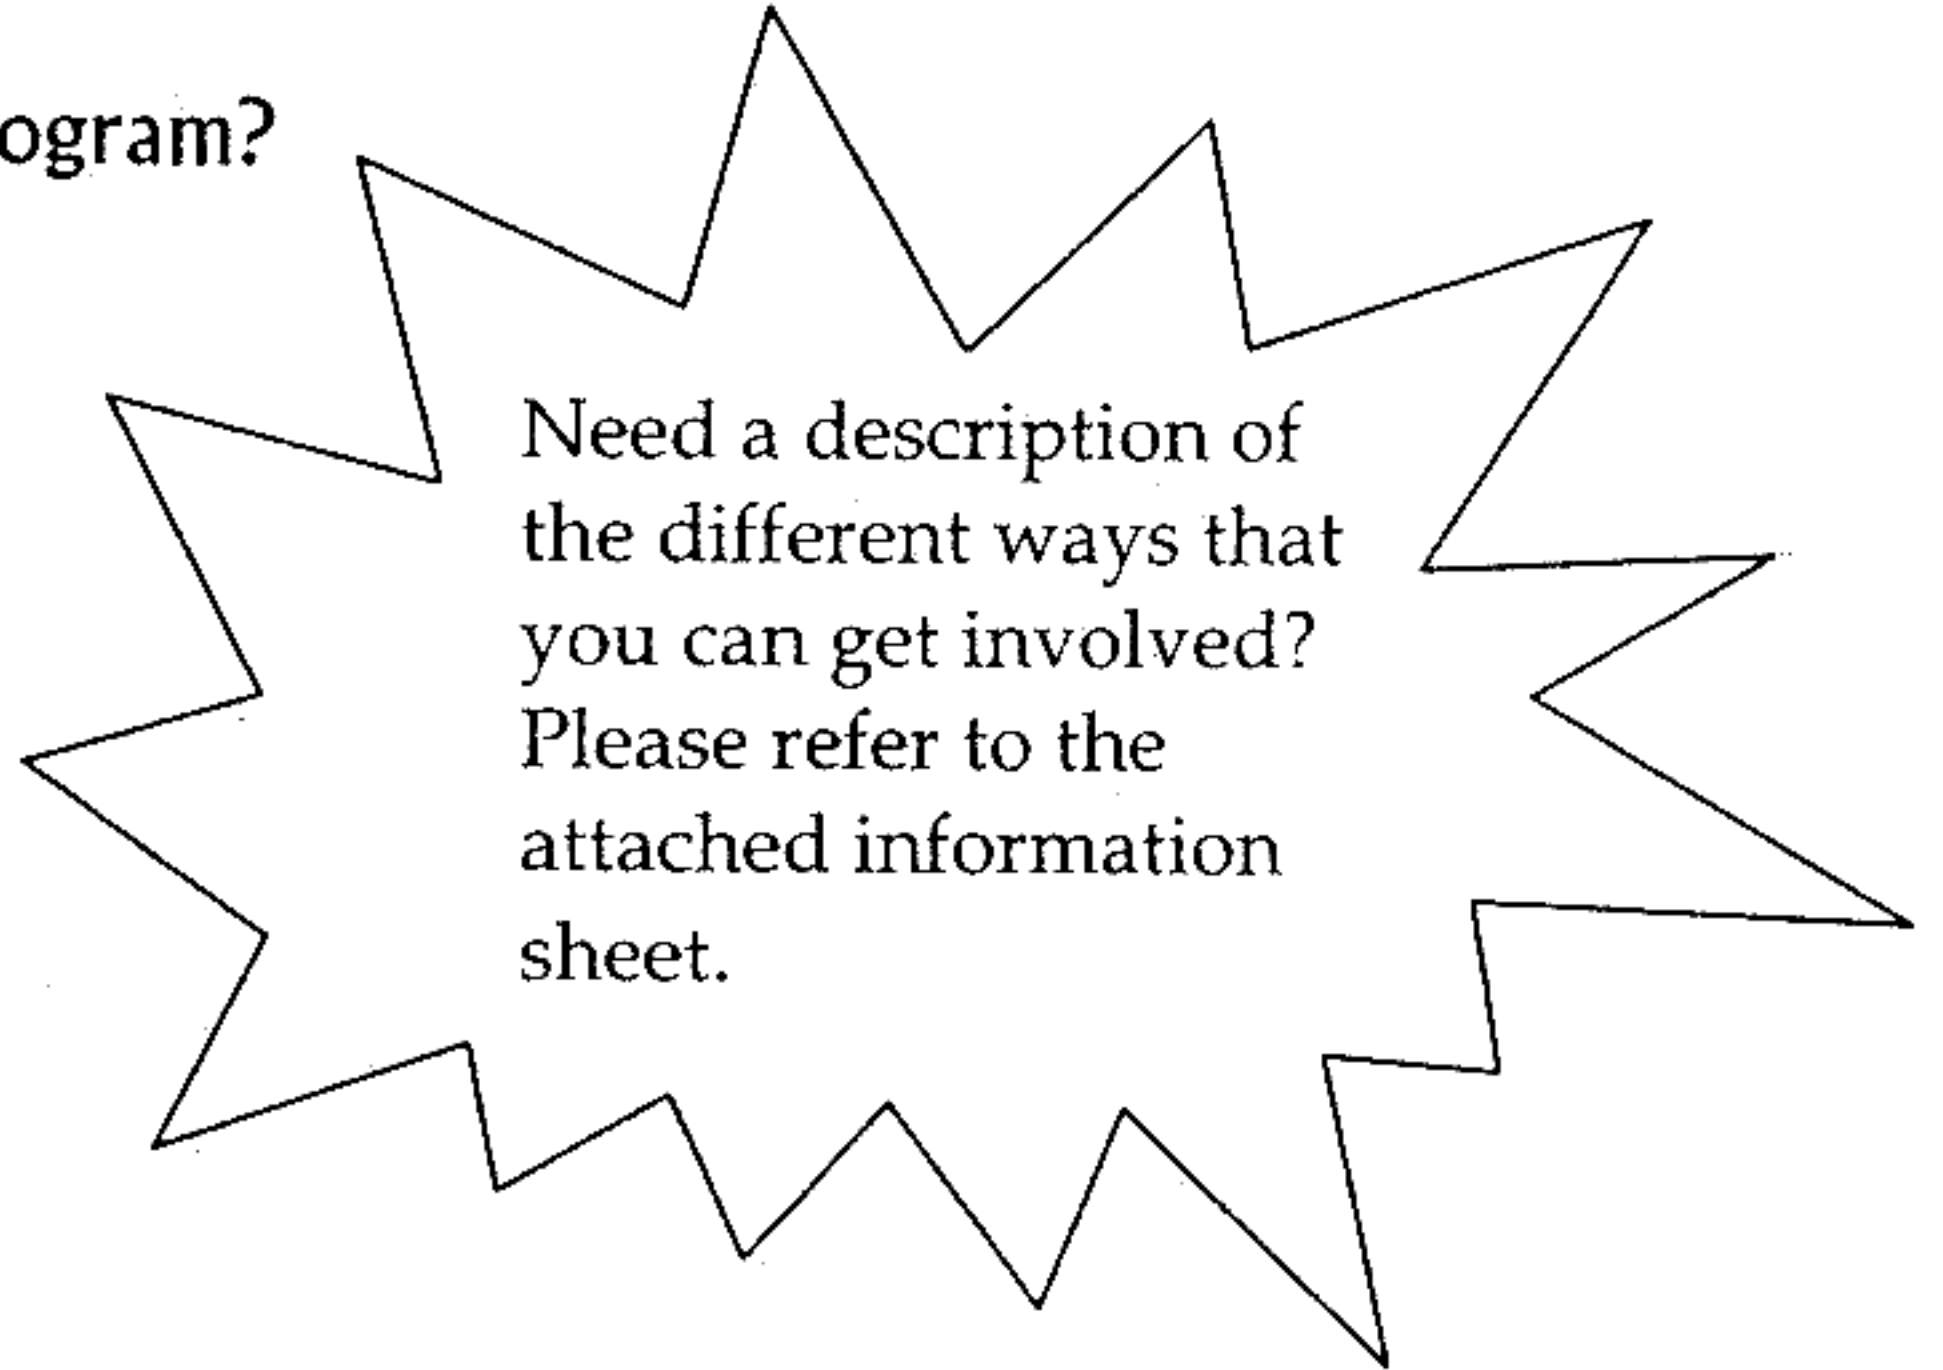 ogram?
Need a description of
the different ways that
you can get involved?
Please refer to the
attached information
sheet.